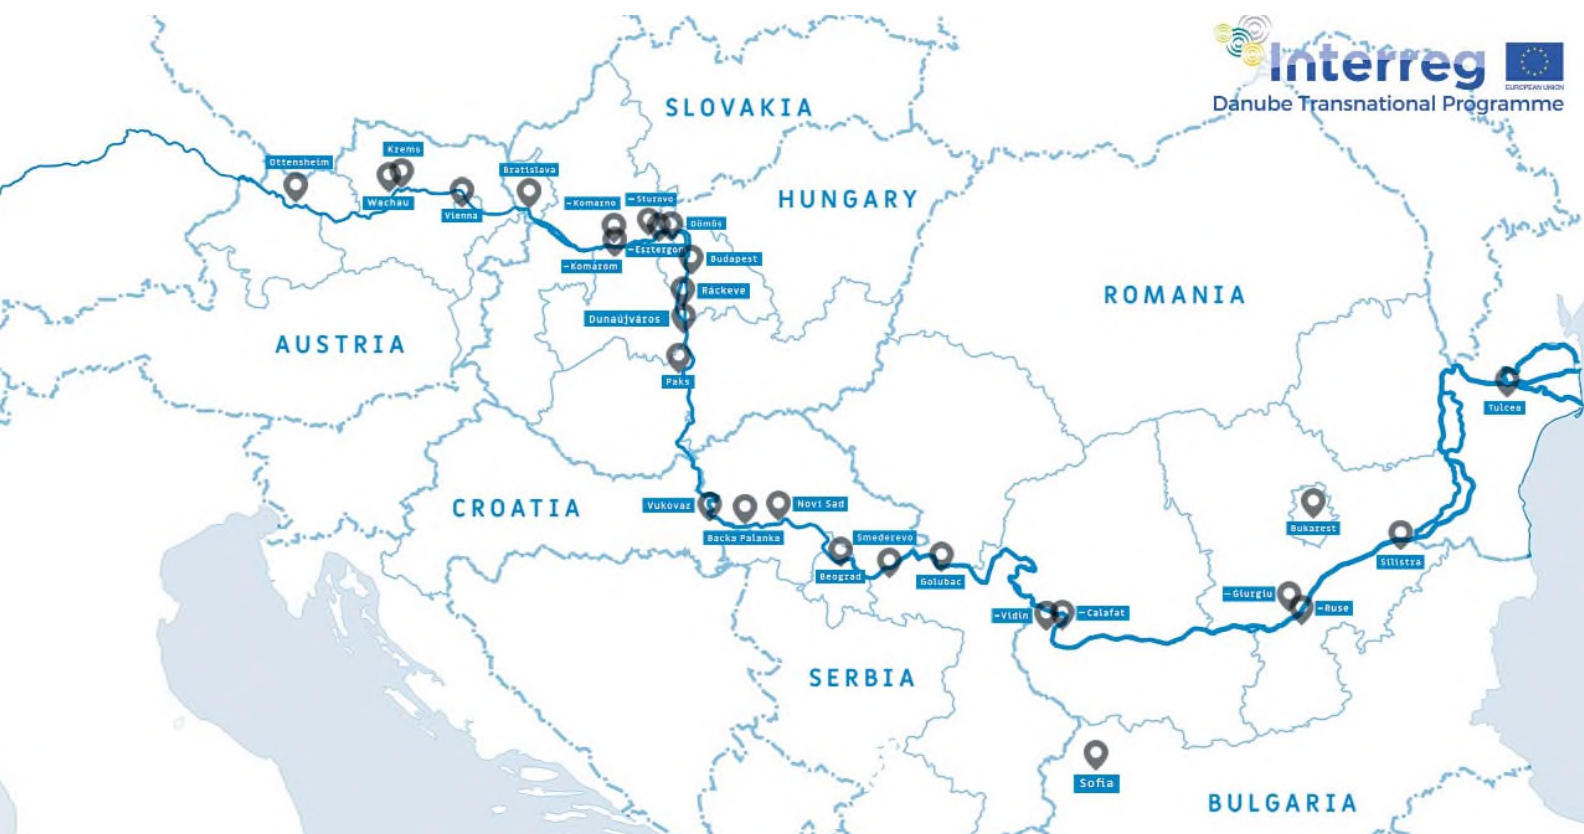 Interreg
EUROPEAN UNION
Danube Transnational Programme
SLOVAKIA
Krems
Ottensheim
Bratislava
Wachau
Vienna
HUNGARY
–Komarno
–Sturovo
Dömös
–Esztergom
–Komárom
Budapest
Ráckeve
Dunaújváros
ROMANIA
AUSTRIA
Paks
Tulcea
CROATIA
Vukovar
Novi Sad
Backa Palanka
Smederevo
Bukarest
Beograd
Golubac
Silistra
–Giurgiu
–Ruse
–Vidin
–Calafat
SERBIA
Sofia
BULGARIA